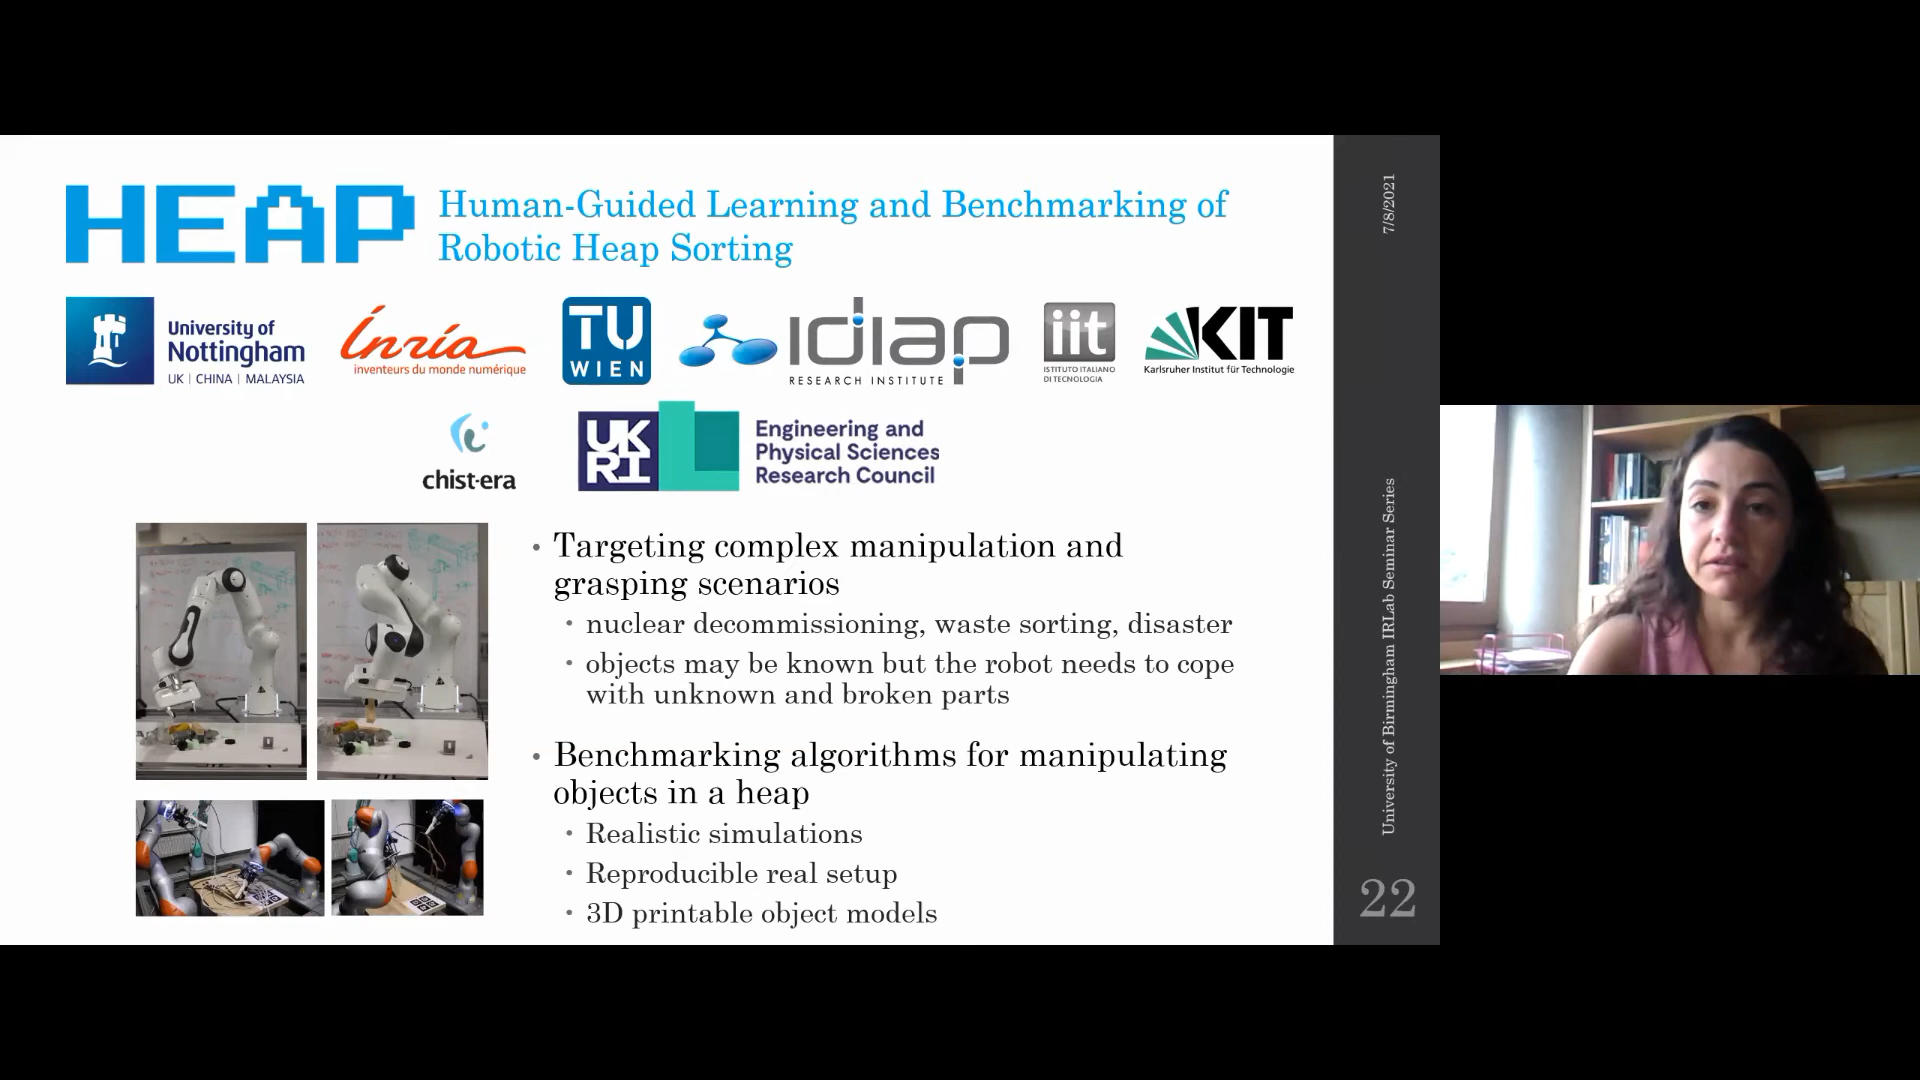 HEAP
Human-Guided Learning and Benchmarking of
Robotic Heap Sorting
University of
Nottingham
UK | CHINA | MALAYSIA
Inria
inventeurs du monde numérique
TU
WIEN
idiap
RESEARCH INSTITUTE
iit
ISTITUTO ITALIANO
DI TECNOLOGIA
KIT
Karlsruher Institut für Technologie
chist-era
UK
RI
Engineering and
Physical Sciences
Research Council
• Targeting complex manipulation and
grasping scenarios
• nuclear decommissioning, waste sorting, disaster
• objects may be known but the robot needs to cope
with unknown and broken parts
• Benchmarking algorithms for manipulating
objects in a heap
• Realistic simulations
• Reproducible real setup
• 3D printable object models
7/8/2021
University of Birmingham IRLab Seminar Series
22